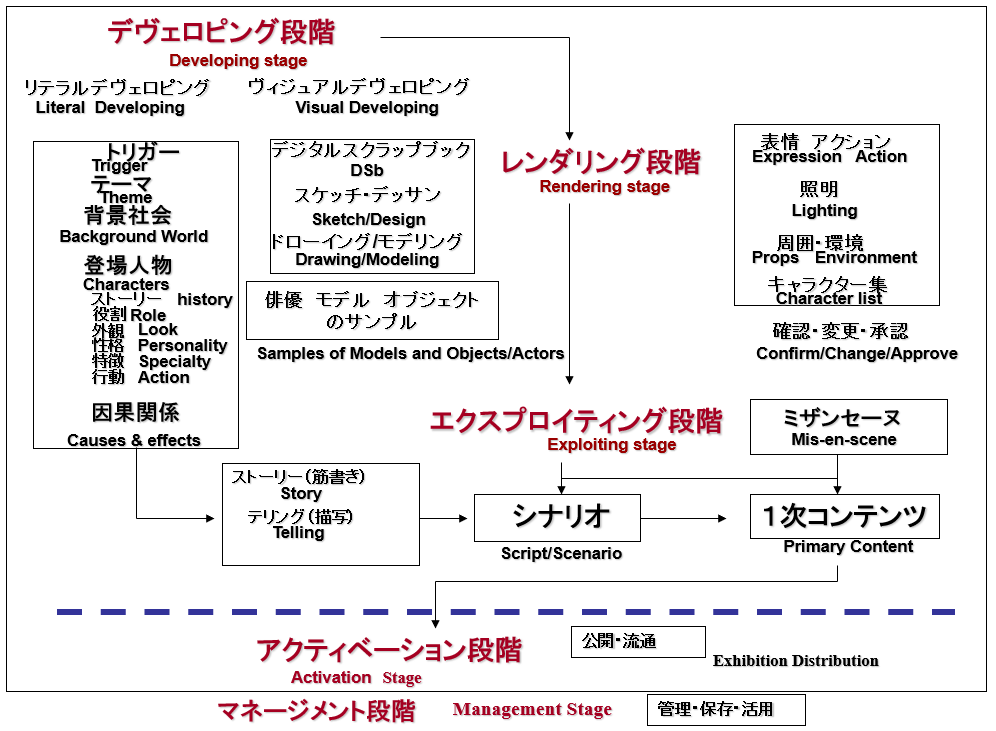 デヴェロピング段階
Developing stage
リテラルデヴェロピング
Literal Developing
ヴィジュアルデヴェロピング
Visual Developing
トリガー
Trigger
テーマ
Theme
背景社会
Background World
登場人物
Characters
ストーリー history
役割 Role
外観 Look
性格 Personality
特徴 Specialty
行動 Action
因果関係
Causes & effects
デジタルスクラップブック
DSb
スケッチ・デッサン
Sketch/Design
ドローイング/モデリング
Drawing/Modeling
俳優 モデル オブジェクト
のサンプル
Samples of Models and Objects/Actors
レンダリング段階
Rendering stage
表情 アクション
Expression Action
照明
Lighting
周囲・環境
Props Environment
キャラクター集
Character list
確認・変更・承認
Confirm/Change/Approve
エクスプロイティング段階
Exploiting stage
ミザンセーヌ
Mis-en-scene
ストーリー(筋書き)
Story
テリング(描写)
Telling
シナリオ
Script/Scenario
1次コンテンツ
Primary Content
アクティベーション段階
Activation Stage
公開・流通
Exhibition Distribution
マネージメント段階
Management Stage
管理・保存・活用